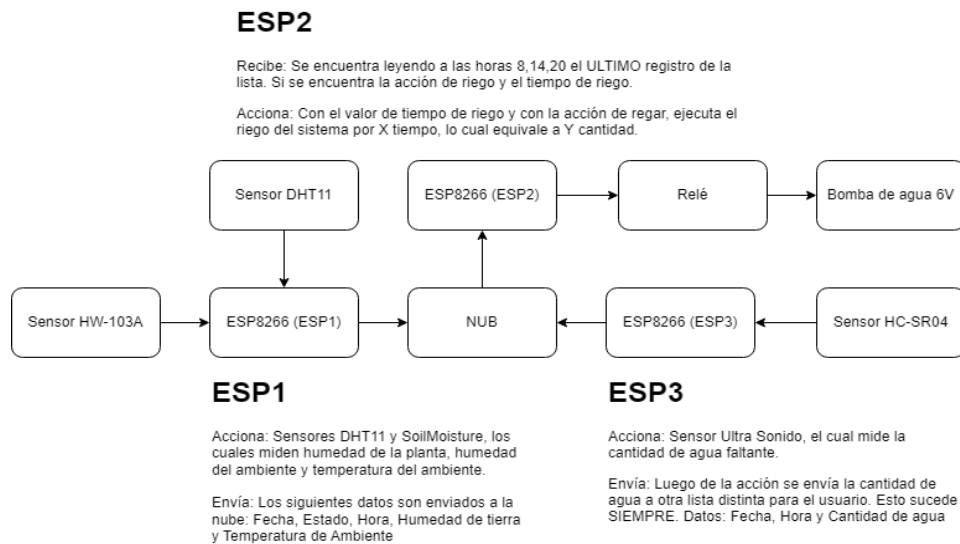 ESP2
Recibe: Se encuentra leyendo a las horas 8,14,20 el ULTIMO registro de la
lista. Si se encuentra la acción de riego y el tiempo de riego.
Acciona: Con el valor de tiempo de riego y con la acción de regar, ejecuta el
riego del sistema por X tiempo, lo cual equivale a Y cantidad.
Sensor DHT11
ESP8266 (ESP2)
Relé
Bomba de agua 6V
Sensor HW-103A
ESP8266 (ESP1)
NUB
ESP8266 (ESP3)
Sensor HC-SR04
ESP1
Acciona: Sensores DHT11 y SoilMoisture, los
cuales miden humedad de la planta, humedad
del ambiente y temperatura del ambiente.
Envía: Los siguientes datos son enviados a la
nube: Fecha, Estado, Hora, Humedad de tierra
y Temperatura de Ambiente
ESP3
Acciona: Sensor Ultra Sonido, el cual mide la
cantidad de agua faltante.
Envía: Luego de la acción se envía la cantidad de
agua a otra lista distinta para el usuario. Esto sucede
SIEMPRE. Datos: Fecha, Hora y Cantidad de agua